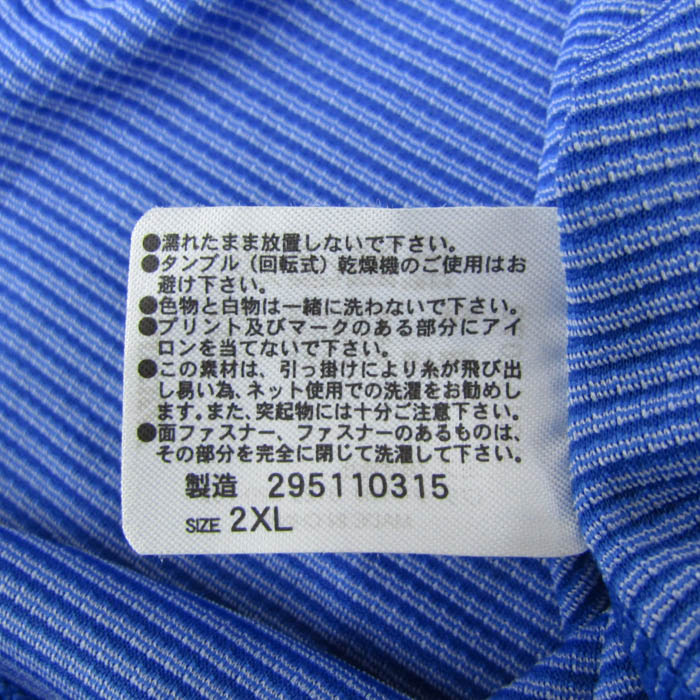 ●濡れたまま放置しないで下さい。
●タンブル（回転式）乾燥機のご使用はお
避け下さい。
●色物と白物は一緒に洗わないで下さい。
●プリント及びマークのある部分にアイ
ロンを当てないで下さい。
●この素材は、引っ掛けにより糸が飛び出
し易い為、ネット使用での洗濯をお勧めし
ます。また、突起物には十分ご注意下さい。
●面ファスナー、ファスナーのあるものは、
その部分を完全に閉じて洗濯して下さい。
製造 295110315
SIZE 2XL